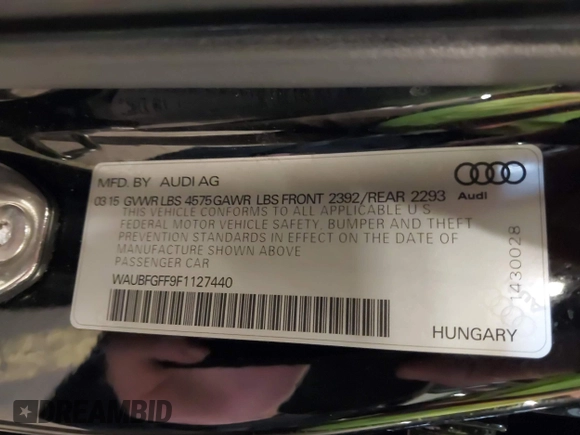 MFD. BY AUDI AG
03 15 GVWR LBS 4575 GAWR LBS FRONT 2392/REAR 2293
Audi
THIS VEHICLE CONFORMS TO ALL APPLICABLE U S
FEDERAL MOTOR VEHICLE SAFETY, BUMPER AND THEFT
PREVENTION STANDARDS IN EFFECT ON THE DATE OF
MANUFACTURE SHOWN ABOVE
PASSENGER CAR
WAUBFGFF9F1127440
1430028
HUNGARY
DREAMBID